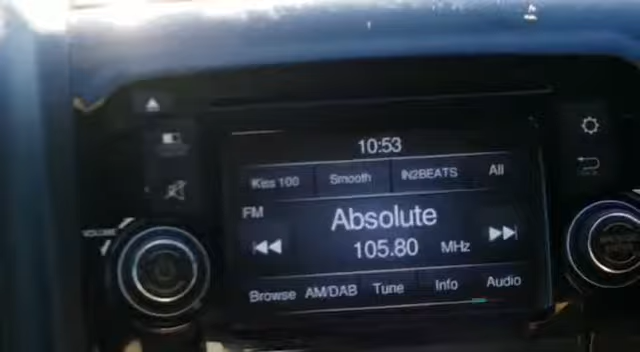 10:53
Kiss 100 Smooth IN2BEATS All
FM
Absolute
105.80 MHz
VOLUME
Browse AM/DAB Tune Info Audio